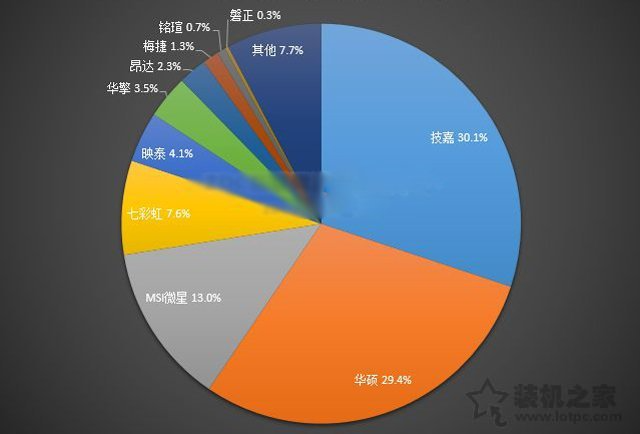 磐正 0.3%
铭瑄 0.7%
梅捷 1.3%
昂达 2.3%
华擎 3.5%
其他 7.7%
技嘉 30.1%
映泰 4.1%
七彩虹 7.6%
MSI微星 13.0%
华硕 29.4%
装机之家
www.lotpc.com